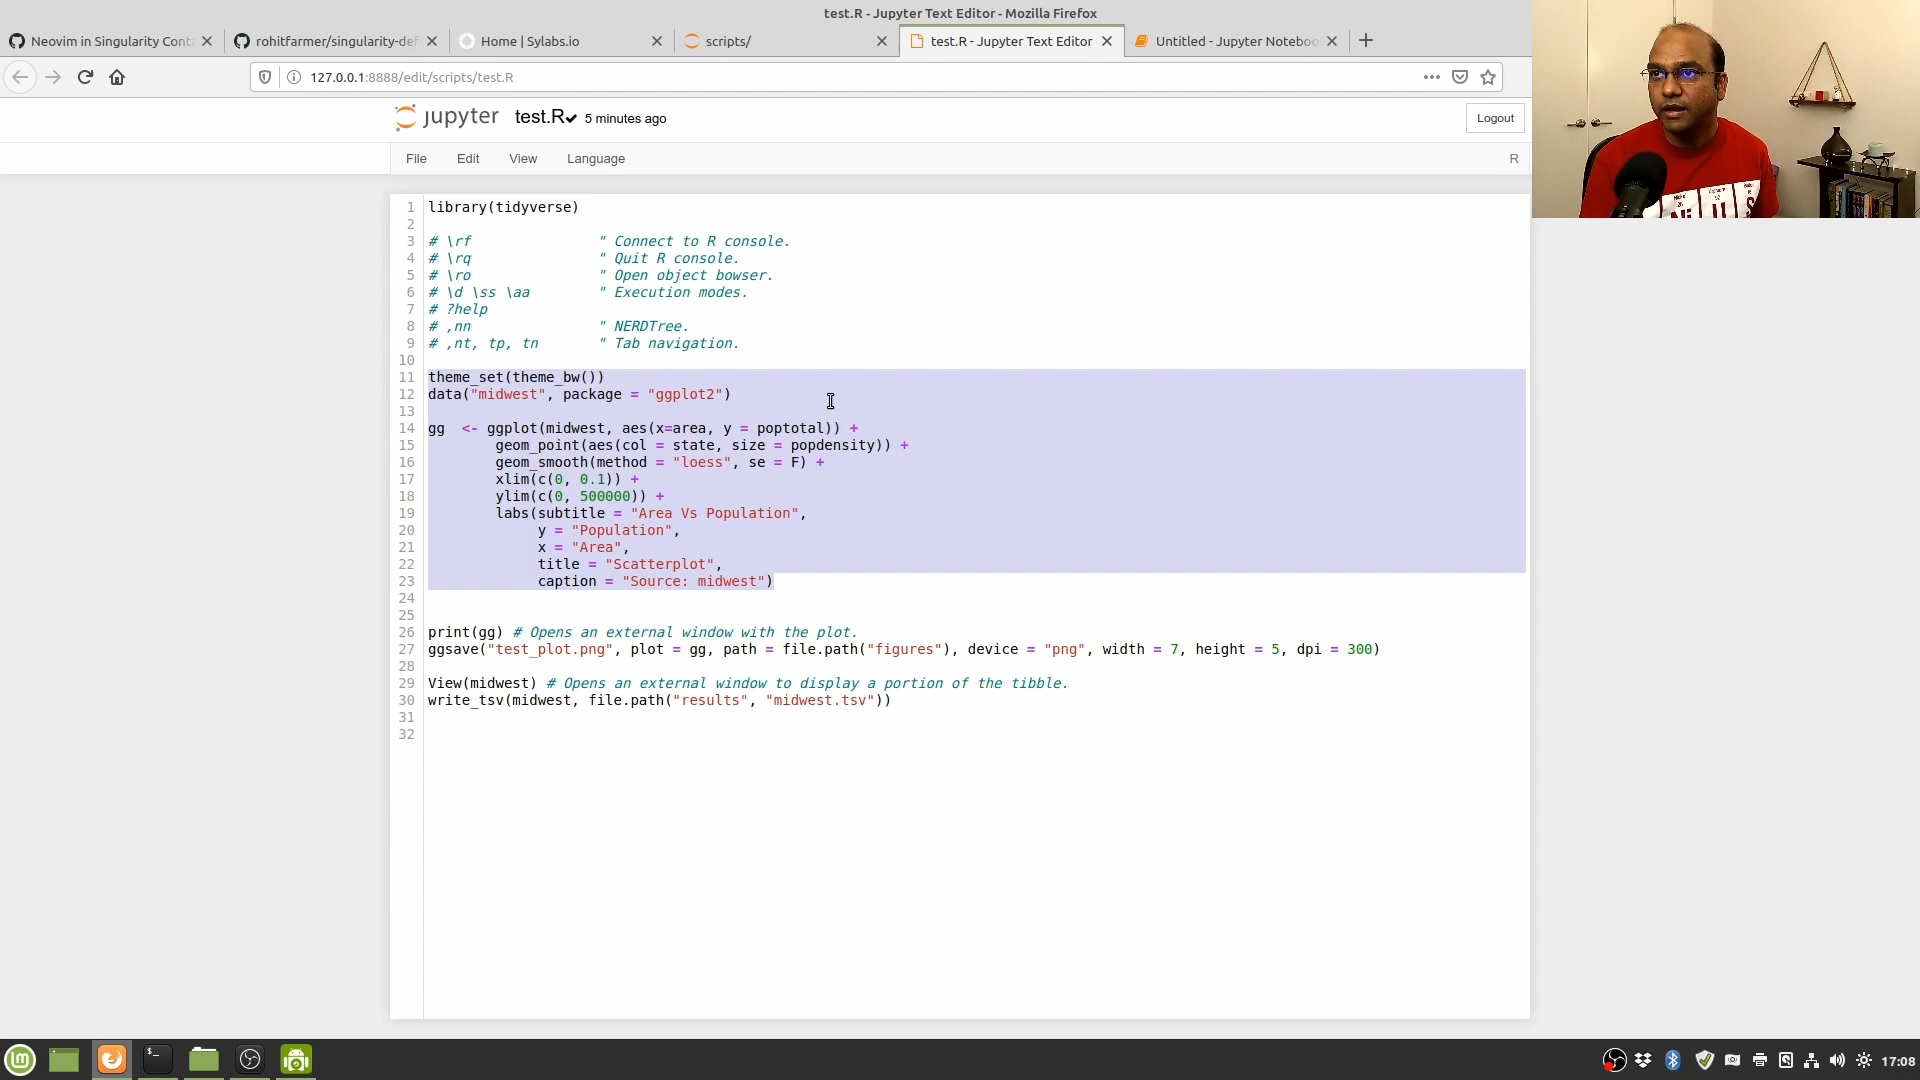 test.R - Jupyter Text Editor - Mozilla Firefox
Neovim in Singularity Cont
rohitfarmer/singularity-def
Home | Sylabs.io
scripts/
test.R - Jupyter Text Editor
Untitled - Jupyter Noteboo
127.0.0.1:8888/edit/scripts/test.R
jupyter test.R 5 minutes ago
Logout
File Edit View Language
R
1 library(tidyverse)
2
3 # \rf " Connect to R console.
4 # \rq " Quit R console.
5 # \ro " Open object bowser.
6 # \d \ss \aa " Execution modes.
7 # ?help
8 # ,nn " NERDTree.
9 # ,nt, tp, tn " Tab navigation.
10
11 theme_set(theme_bw())
12 data("midwest", package = "ggplot2")
13
14 gg <- ggplot(midwest, aes(x=area, y = poptotal)) +
15 geom_point(aes(col = state, size = popdensity)) +
16 geom_smooth(method = "loess", se = F) +
17 xlim(c(0, 0.1)) +
18 ylim(c(0, 500000)) +
19 labs(subtitle = "Area Vs Population",
20 y = "Population",
21 x = "Area",
22 title = "Scatterplot",
23 caption = "Source: midwest")
24
25
26 print(gg) # Opens an external window with the plot.
27 ggsave("test_plot.png", plot = gg, path = file.path("figures"), device = "png", width = 7, height = 5, dpi = 300)
28
29 View(midwest) # Opens an external window to display a portion of the tibble.
30 write_tsv(midwest, file.path("results", "midwest.tsv"))
31
32
17:08